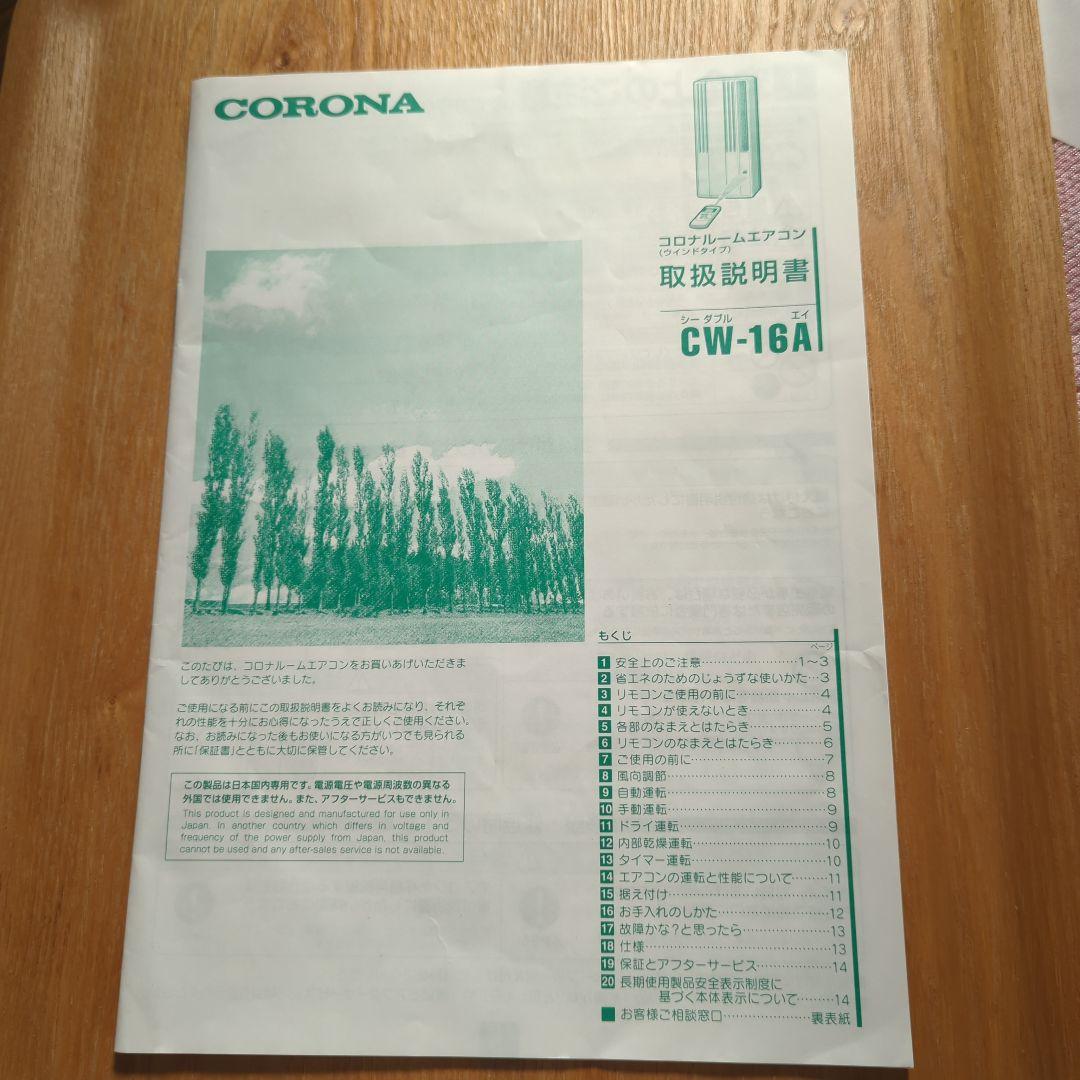 CORONA
コロナルームエアコン
(ウインドタイプ)
取扱説明書
シー ダブル エイ
CW-16A
このたびは、コロナルームエアコンをお買いあげいただきま
してありがとうございました。
ご使用になる前にこの取扱説明書をよくお読みになり、それぞ
れの性能を十分にお心得になったうえで正しくご使用ください。
なお、お読みになった後もお使いになる方がいつでも見られる
所に「保証書」とともに大切に保管してください。
この製品は日本国内専用です。電源電圧や電源周波数の異なる
外国では使用できません。また、アフターサービスもできません。
This product is designed and manufactured for use only in
Japan. In another country which differs in voltage and
frequency of the power supply from Japan, this product
cannot be used and any after-sales service is not available.
もくじ
ページ
1 安全上のご注意……………………1～3
2 省エネのためのじょうずな使いかた…3
3 リモコンご使用の前に………………4
4 リモコンが使えないとき……………4
5 各部のなまえとはたらき……………5
6 リモコンのなまえとはたらき………6
7 ご使用の前に…………………………7
8 風向調節………………………………8
9 自動運転………………………………8
10 手動運転………………………………9
11 ドライ運転……………………………9
12 内部乾燥運転…………………………10
13 タイマー運転…………………………10
14 エアコンの運転と性能について………11
15 据え付け………………………………11
16 お手入れのしかた……………………12
17 故障かな?と思ったら………………13
18 仕様……………………………………13
19 保証とアフターサービス……………14
20 長期使用製品安全表示制度に
基づく本体表示について………14
お客様ご相談窓口…………………裏表紙